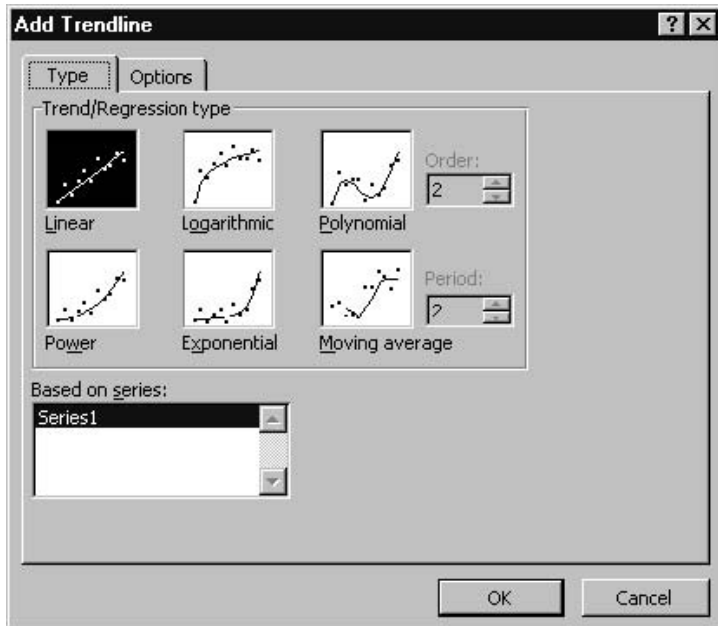 Add Trendline
Type Options
Trend/Regression type
Order:
2
Linear Logarithmic Polynomial
Period:
2
Power Exponential Moving average
Based on series:
Series1
OK Cancel